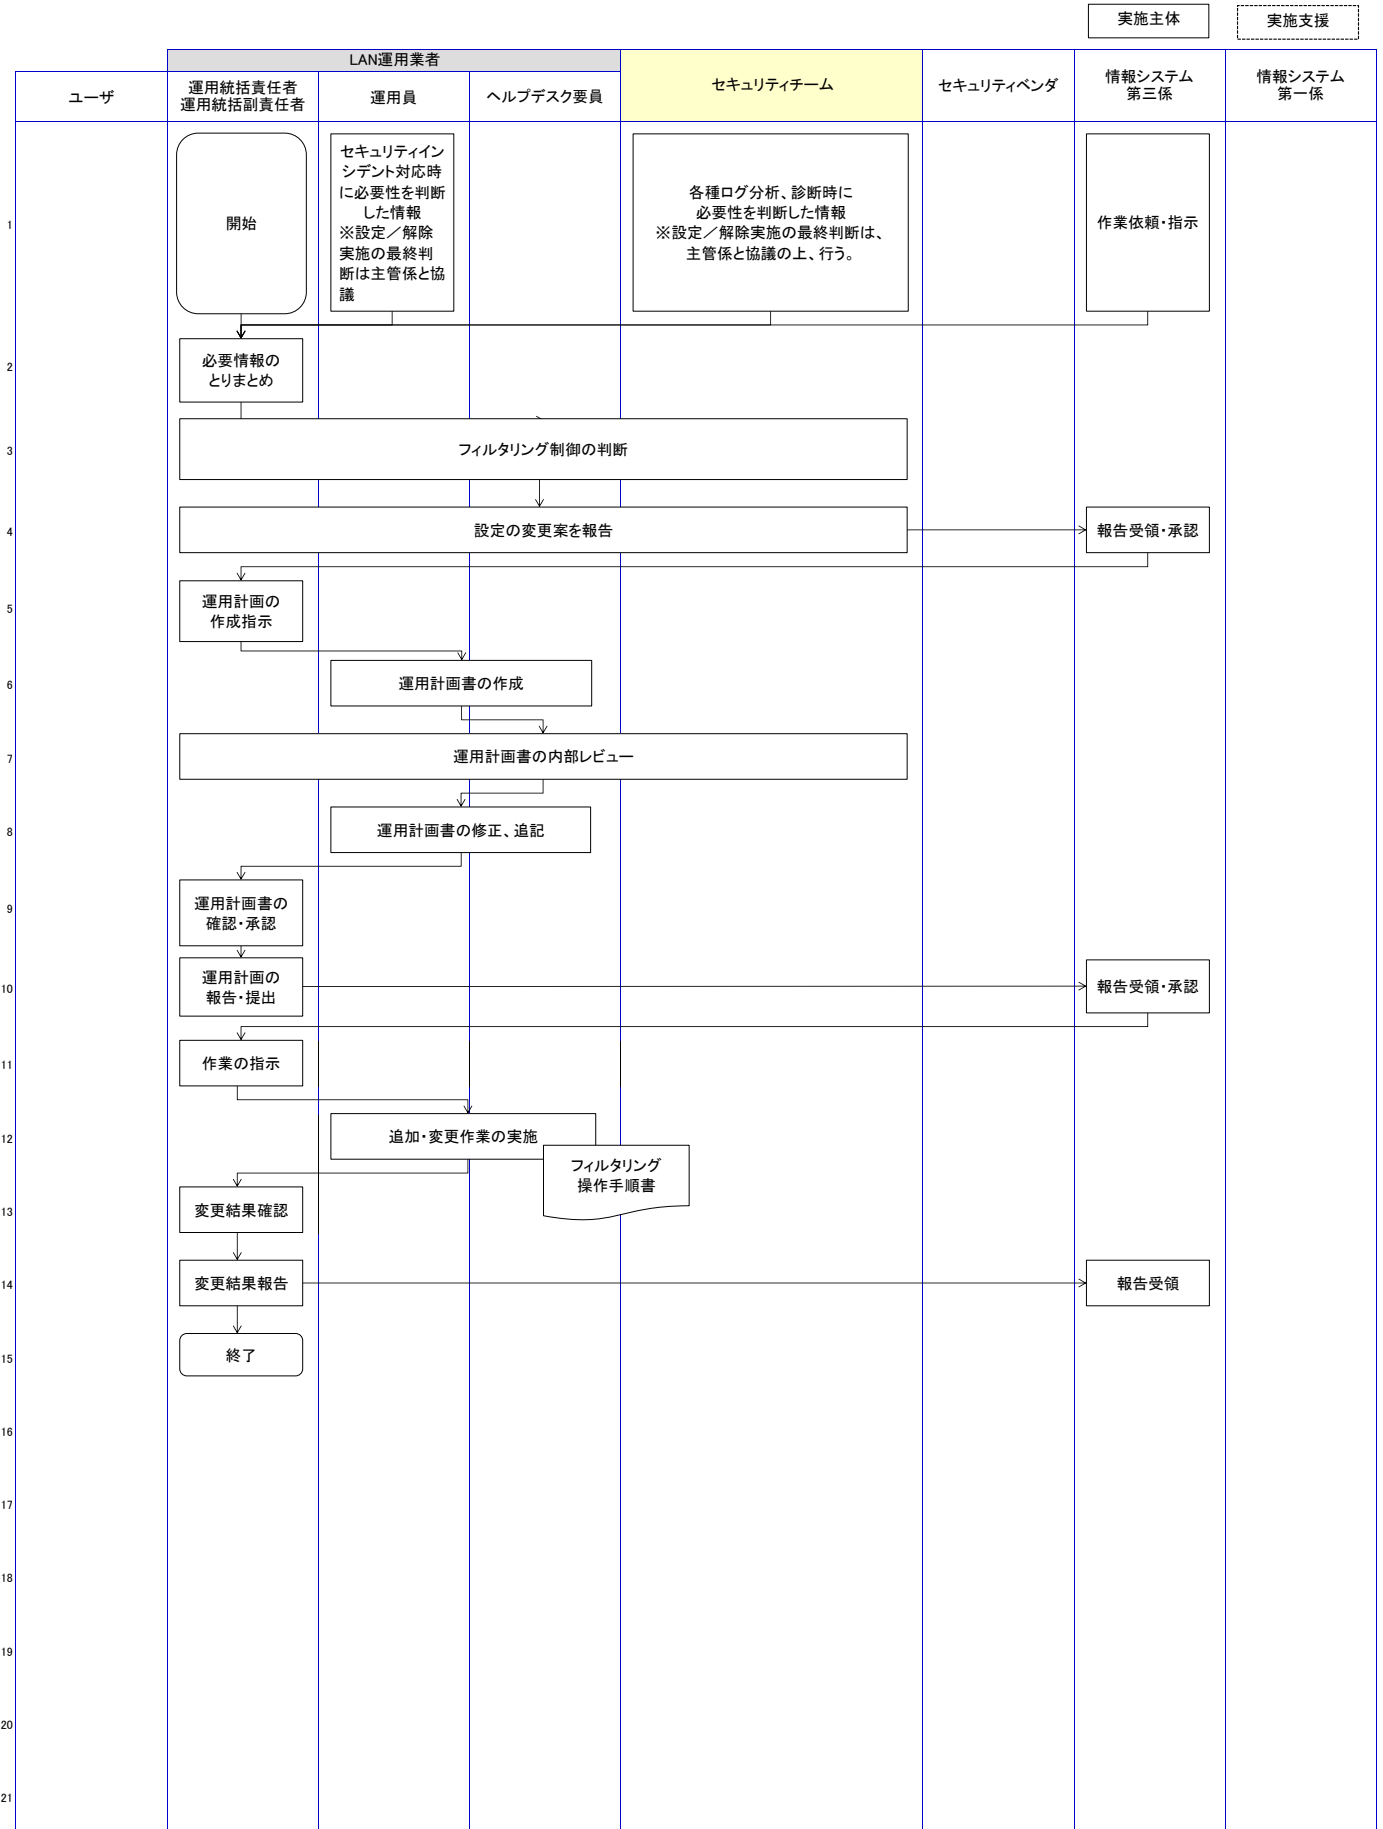 実施主体
実施支援
LAN運用業者
ユーザ
運用統括責任者
運用統括副責任者
運用員
ヘルプデスク要員
セキュリティチーム
セキュリティベンダ
情報システム
第三係
情報システム
第一係
1
開始
セキュリティイン
シデント対応時
に必要性を判断
した情報
※設定／解除
実施の最終判
断は主管係と協
議
各種ログ分析、診断時に
必要性を判断した情報
※設定／解除実施の最終判断は、
主管係と協議の上、行う。
作業依頼・指示
2
必要情報の
とりまとめ
3
フィルタリング制御の判断
4
設定の変更案を報告
報告受領・承認
5
運用計画の
作成指示
6
運用計画書の作成
7
運用計画書の内部レビュー
8
運用計画書の修正、追記
9
運用計画書の
確認・承認
10
運用計画の
報告・提出
報告受領・承認
11
作業の指示
12
追加・変更作業の実施
フィルタリング
操作手順書
13
変更結果確認
14
変更結果報告
報告受領
15
終了
16
17
18
19
20
21